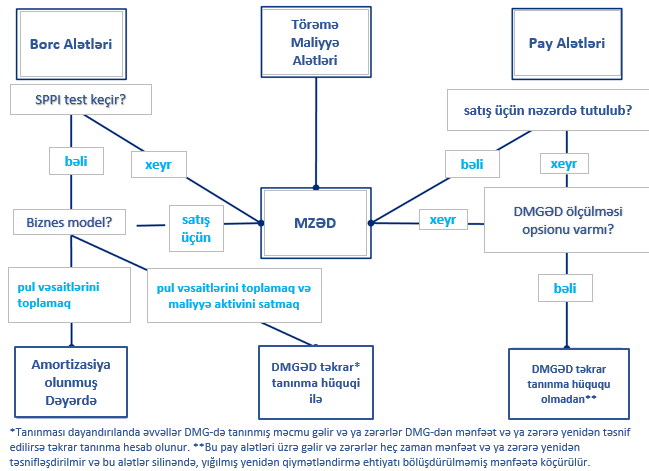 Borc Alətləri
Törəmə
Maliyyə
Alətləri
Pay Alətləri
SPPI test keçir?
satış üçün nəzərdə tutulub?
bəli
xeyr
bəli
xeyr
Biznes model?
satış
üçün
MZƏD
xeyr
DMGƏD ölçülməsi
opsionu varmı?
pul vəsaitlərini
toplamaq
pul vəsaitlərini toplamaq və
maliyyə aktivini satmaq
bəli
Amortizasiya
olunmuş
Dəyərdə
DMGƏD təkrar*
tanınma hüquqi
ilə
DMGƏD təkrar
tanınma hüququ
olmadan**
*Tanınması dayandırılanda əvvəllər DMG-də tanınmış məcmu gəlir və ya zərərlər DMG-dən mənfəət və ya zərərə yenidən təsnif
edilirsə təkrar tanınma hesab olunur. **Bu pay alətləri üzrə gəlir və zərərlər heç zaman mənfəət və ya zərərə yenidən
təsnifləşdirilmir və bu alətlər silinəndə, yığılmış yenidən qiymətləndirmə ehtiyatı bölüşdürülməmiş mənfəətə köçürülür.